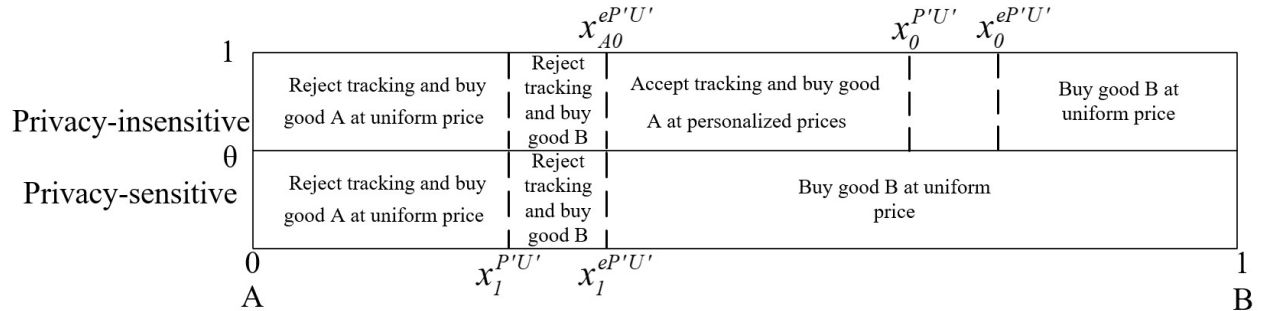 x_{A0}^{eP'U'} x_0^{P'U'} x_0^{eP'U'}
1
Reject tracking and buy
good A at uniform price
Reject
tracking
and buy
good B
Accept tracking and buy good
A at personalized prices
Buy good B at
uniform price
Privacy-insensitive
θ
Privacy-sensitive
Reject tracking and buy
good A at uniform price
Reject
tracking
and buy
good B
Buy good B at uniform
price
0 x_1^{P'U'} x_1^{eP'U'} 1
A B